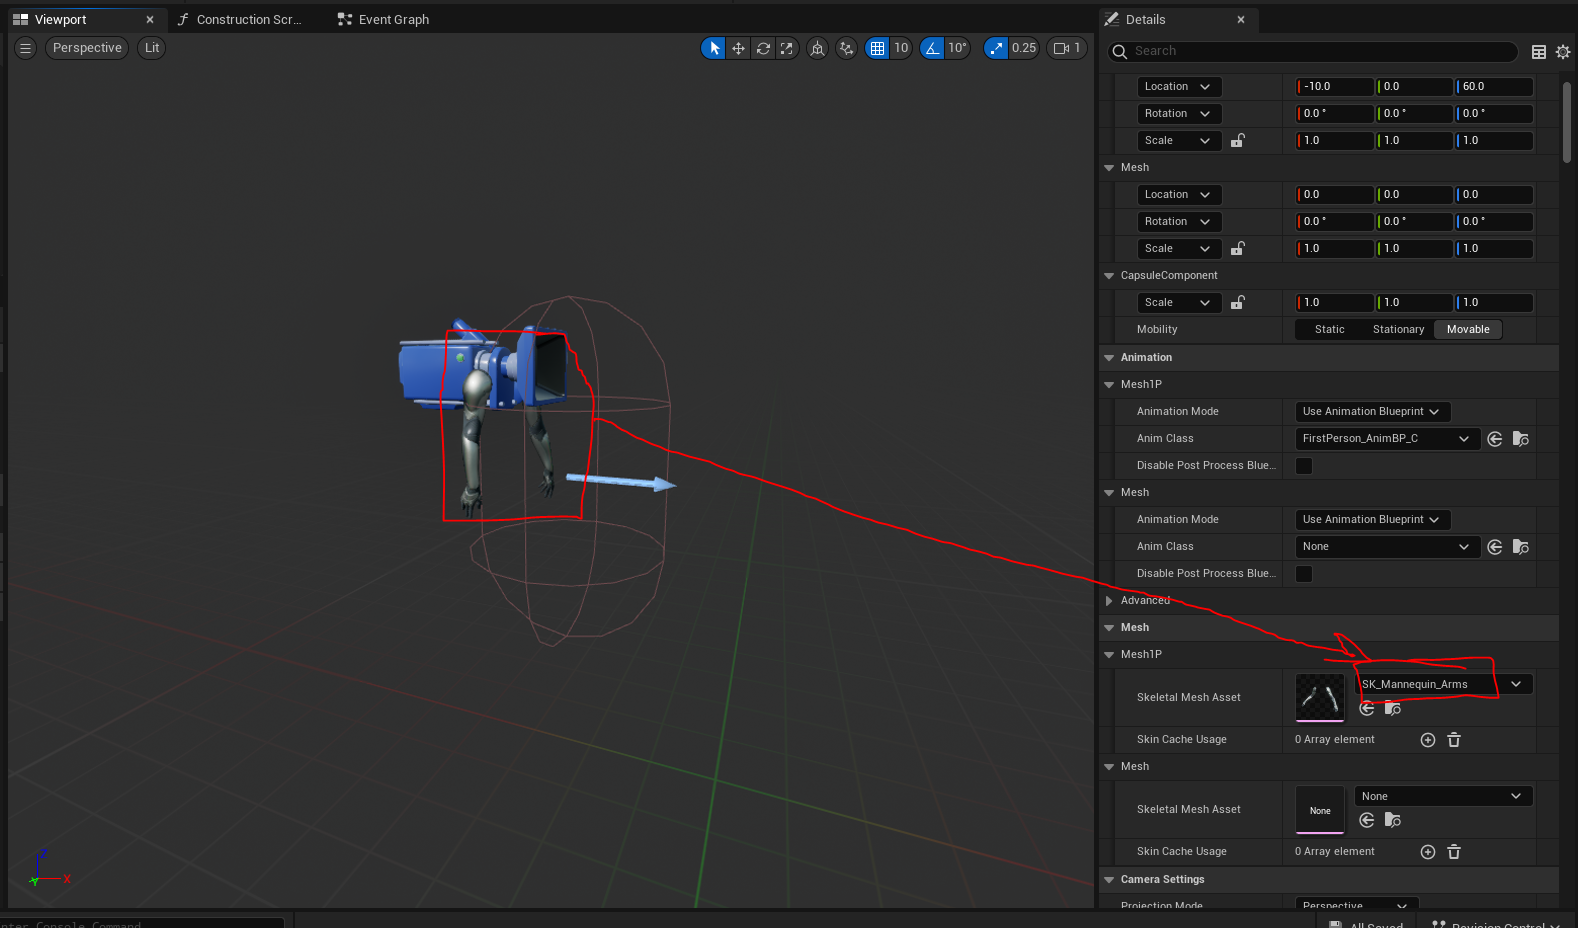 Viewport
Construction Scr...
Event Graph
Details
Perspective
Lit
10
10°
0.25
1
Search
Location
-10.0
0.0
60.0
Rotation
0.0 °
0.0 °
0.0 °
Scale
1.0
1.0
1.0
Mesh
Location
0.0
0.0
0.0
Rotation
0.0 °
0.0 °
0.0 °
Scale
1.0
1.0
1.0
CapsuleComponent
Scale
1.0
1.0
1.0
Mobility
Static
Stationary
Movable
Animation
Mesh1P
Animation Mode
Use Animation Blueprint
Anim Class
FirstPerson_AnimBP_C
Disable Post Process Blue...
Mesh
Animation Mode
Use Animation Blueprint
Anim Class
None
Disable Post Process Blue...
Advanced
Mesh
Mesh1P
Skeletal Mesh Asset
SK_Mannequin_Arms
Skin Cache Usage
0 Array element
Mesh
Skeletal Mesh Asset
None
None
Skin Cache Usage
0 Array element
Camera Settings
Projection Mode
Perspective
Z
X
Y
nter Console Command
All Saved
Revision Control